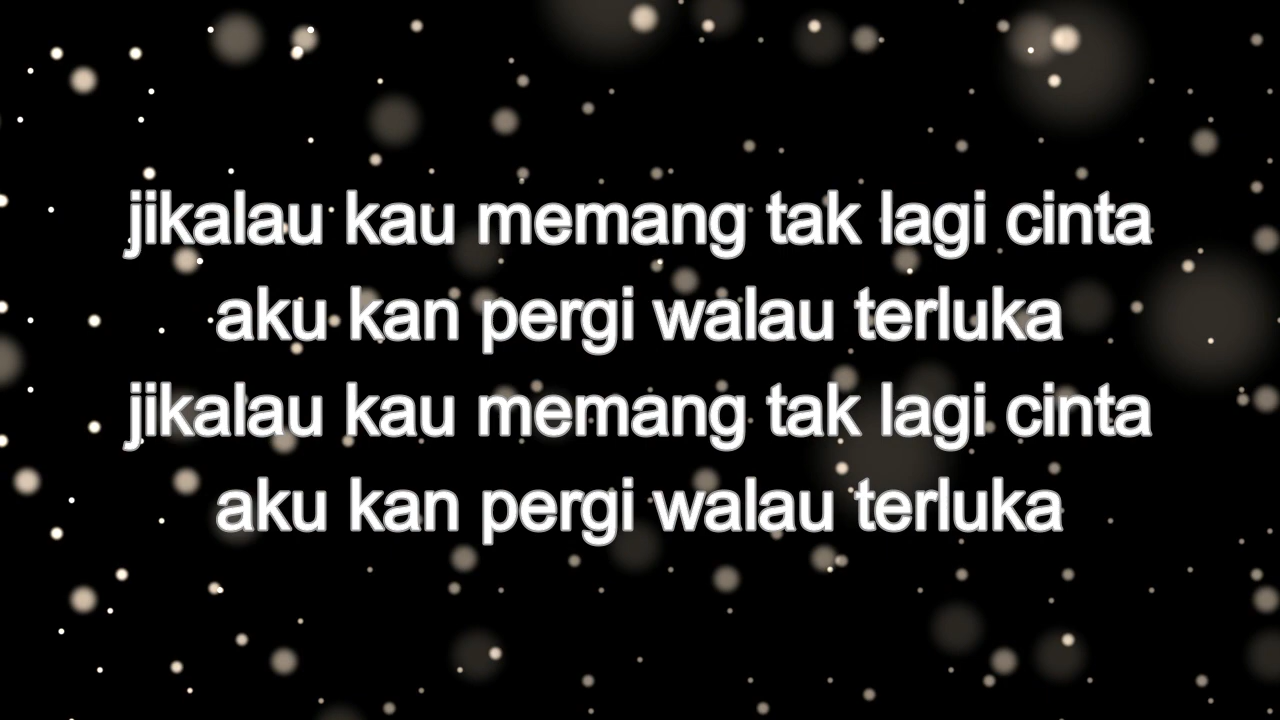 jikalau kau memang tak lagi cinta
aku kan pergi walau terluka
jikalau kau memang tak lagi cinta
aku kan pergi walau terluka